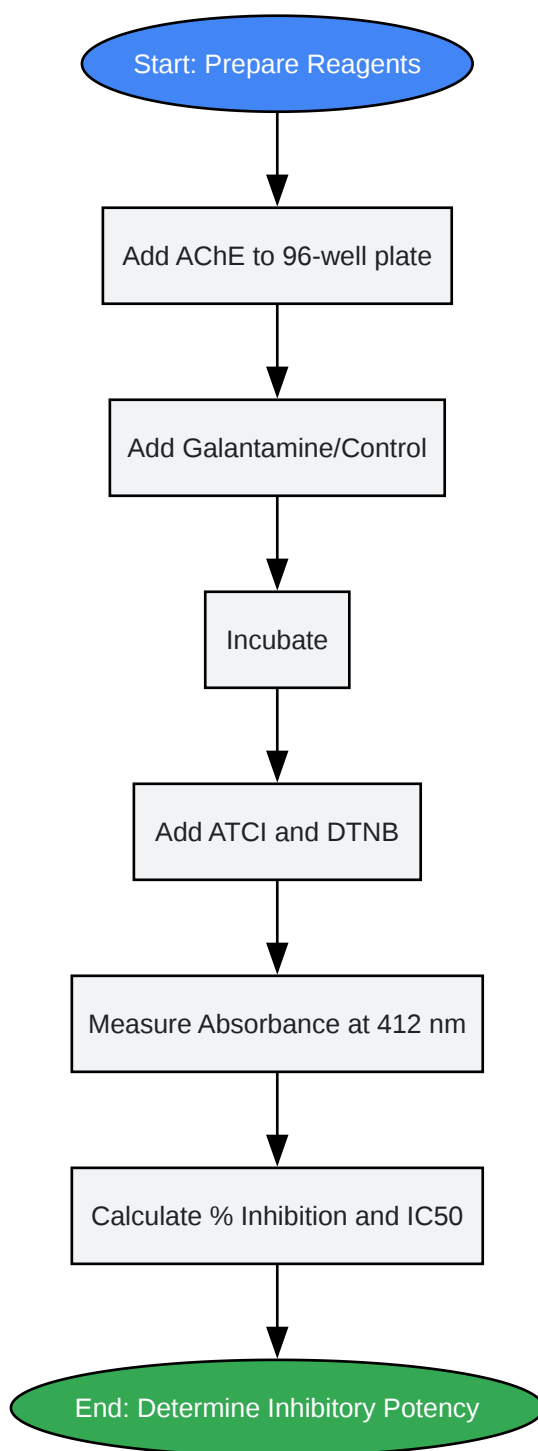 Start: Prepare Reagents
Add AChE to 96-well plate
Add Galantamine/Control
Incubate
Add ATCI and DTNB
Measure Absorbance at 412 nm
Calculate % Inhibition and IC50
End: Determine Inhibitory Potency